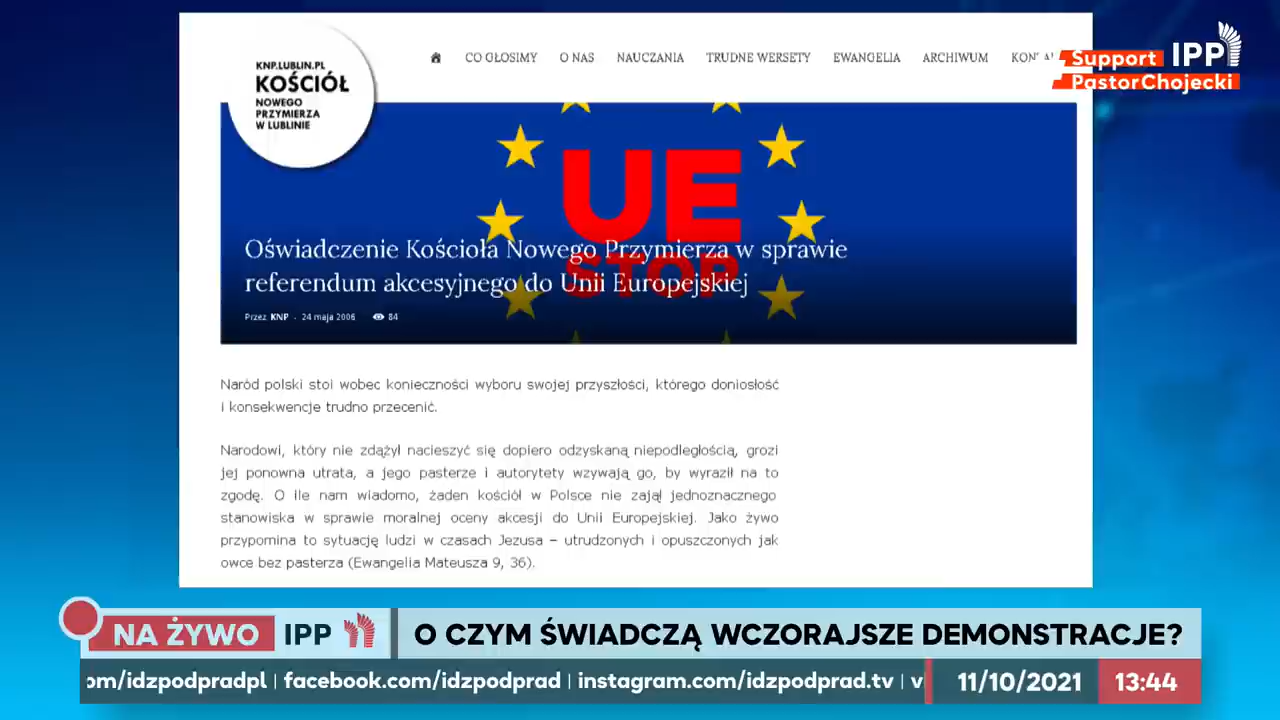 KNP.LUBLIN.PL
KOŚCIÓŁ
NOWEGO
PRZYMIERZA
W LUBLINIE
CO GŁOSIMY O NAS NAUCZANIA TRUDNE WERSETY EWANGELIA ARCHIWUM
Support IPP
PastorChojecki
UE
STOP
Oświadczenie Kościoła Nowego Przymierza w sprawie
referendum akcesyjnego do Unii Europejskiej
Przez KNP - 24 maja 2006 84
Naród polski stoi wobec konieczności wyboru swojej przyszłości, którego doniosłość
i konsekwencje trudno przecenić.
Narodowi, który nie zdążył nacieszyć się dopiero odzyskaną niepodległością, grozi
jej ponowna utrata, a jego pasterze i autorytety wzywają go, by wyraził na to
zgodę. O ile nam wiadomo, żaden kościół w Polsce nie zajął jednoznacznego
stanowiska w sprawie moralnej oceny akcesji do Unii Europejskiej. Jako żywo
przypomina to sytuację ludzi w czasach Jezusa – utrudzonych i opuszczonych jak
owce bez pasterza (Ewangelia Mateusza 9, 36).
NA ŻYWO IPP O CZYM ŚWIADCZĄ WCZORAJSZE DEMONSTRACJE?
om/idzpodpradpl | facebook.com/idzpodprad | instagram.com/idzpodprad.tv | v 11/10/2021 13:44